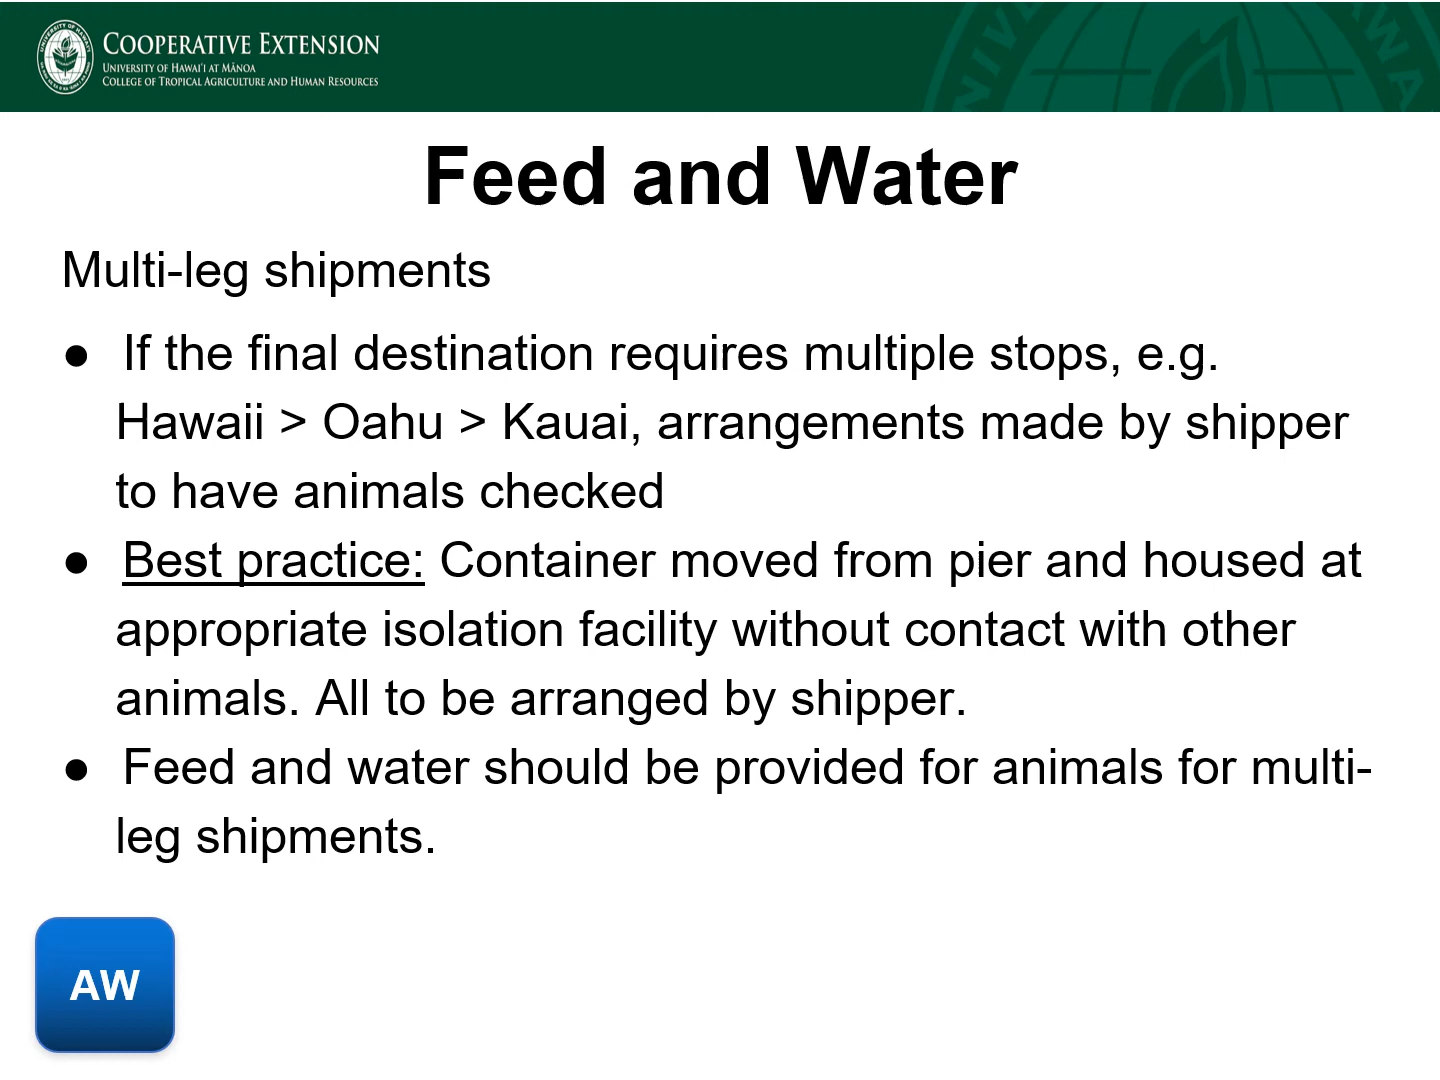 COOPERATIVE EXTENSION
UNIVERSITY OF HAWAI'I AT MĀNOA
COLLEGE OF TROPICAL AGRICULTURE AND HUMAN RESOURCES
Feed and Water
Multi-leg shipments
● If the final destination requires multiple stops, e.g.
Hawaii > Oahu > Kauai, arrangements made by shipper
to have animals checked
● Best practice: Container moved from pier and housed at
appropriate isolation facility without contact with other
animals. All to be arranged by shipper.
● Feed and water should be provided for animals for multi-
leg shipments.
AW